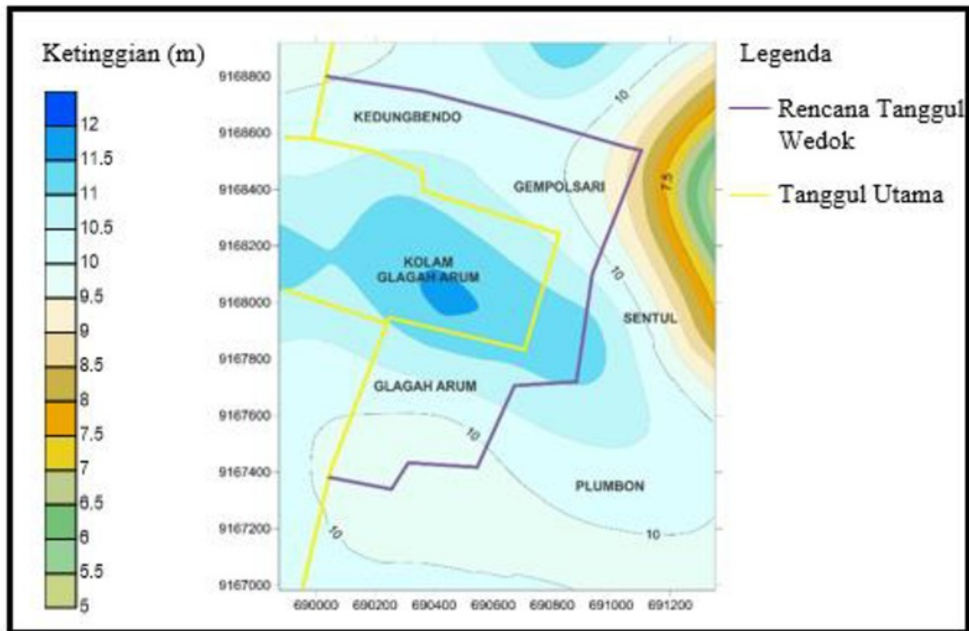 Ketinggian (m)
12
11.5
11
10.5
10
9.5
9
8.5
8
7.5
7
6.5
6
5.5
5
9168800
9168600
9168400
9168200
9168000
9167800
9167600
9167400
9167200
9167000
690000 690200 690400 690600 690800 691000 691200
KEDUNGBENDO
GEMPOLSARI
KOLAM
GLAGAH ARUM
SENTUL
GLAGAH ARUM
PLUMBON
10
7.5
10
10
10
10
Legenda
Rencana Tanggul
Wedok
Tanggul Utama